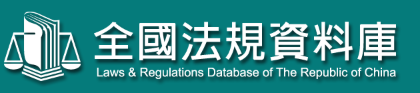 全國法規資料庫
Laws & Regulations Database of The Republic of China